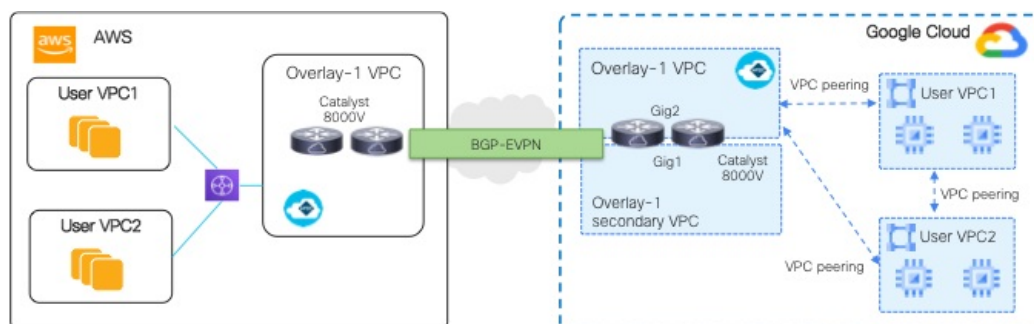 aws
AWS
User VPC1
User VPC2
Overlay-1 VPC
Catalyst
8000V
BGP-EVPN
Google Cloud
Overlay-1 VPC
Gig2
Gig1
Catalyst
8000V
Overlay-1
secondary VPC
VPC peering
User VPC1
VPC peering
VPC peering
User VPC2